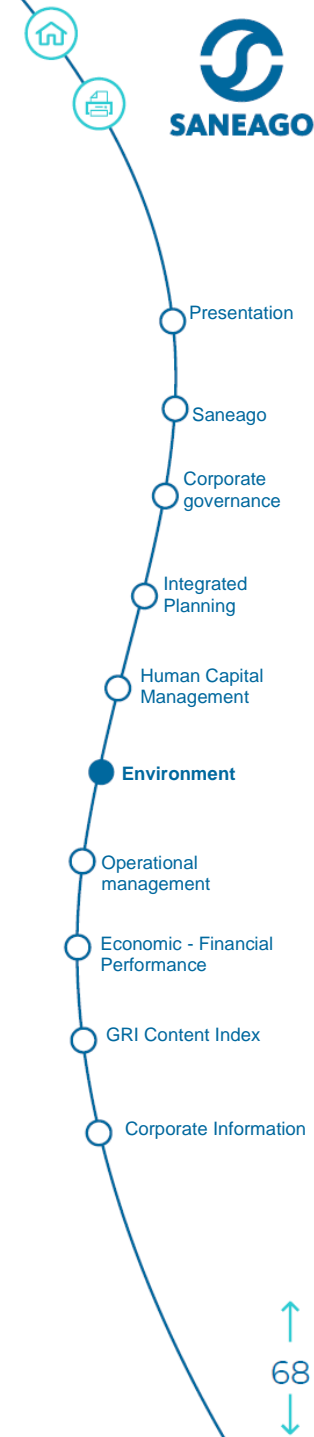 SANEAGO
Presentation
Saneago
Corporate
governance
Integrated
Planning
Human Capital
Management
Environment
Operational
management
Economic - Financial
Performance
GRI Content Index
Corporate Information
68